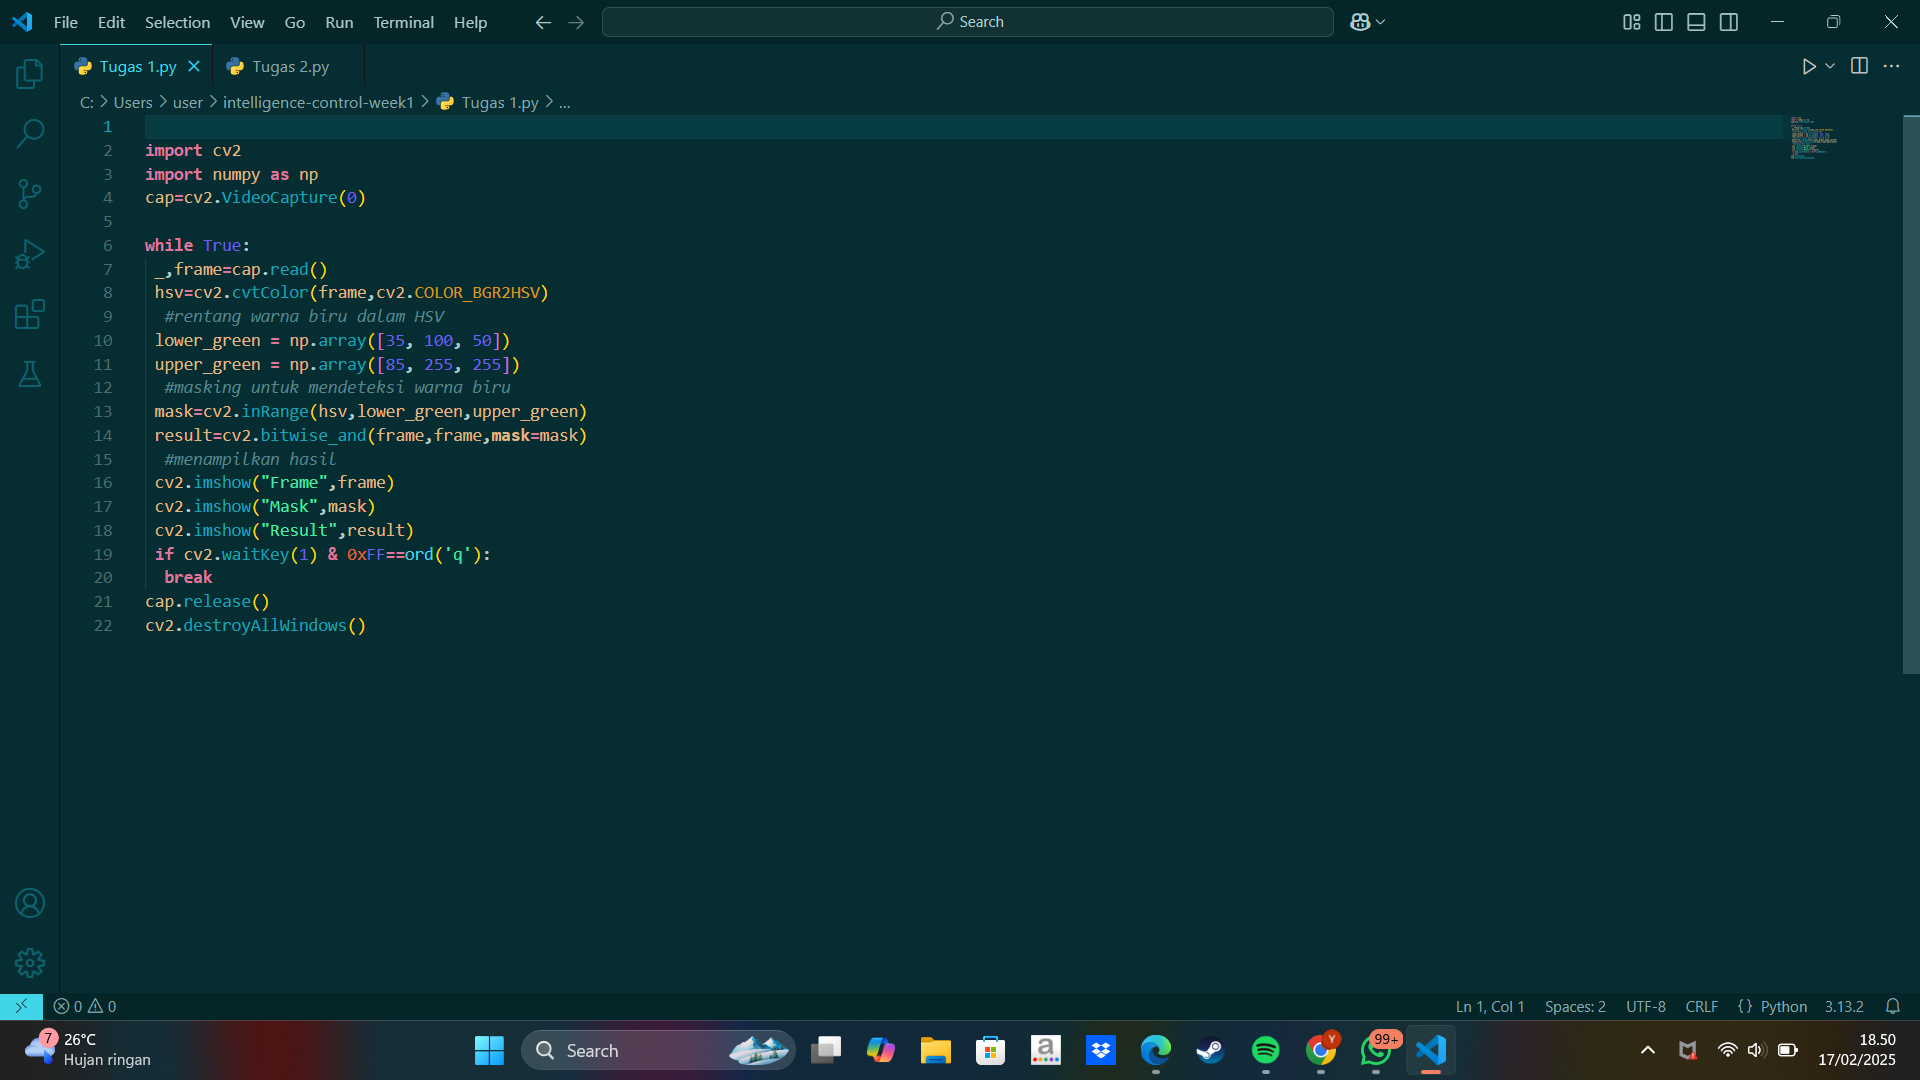 File Edit Selection View Go Run Terminal Help Search
Tugas 1.py Tugas 2.py
C: > Users > user > intelligence-control-week1 > Tugas 1.py > ...
1
2 import cv2
3 import numpy as np
4 cap=cv2.VideoCapture(0)
5
6 while True:
7 _,frame=cap.read()
8 hsv=cv2.cvtColor(frame,cv2.COLOR_BGR2HSV)
9 #rentang warna biru dalam HSV
10 lower_green = np.array([35, 100, 50])
11 upper_green = np.array([85, 255, 255])
12 #masking untuk mendeteksi warna biru
13 mask=cv2.inRange(hsv,lower_green,upper_green)
14 result=cv2.bitwise_and(frame,frame,mask=mask)
15 #menampilkan hasil
16 cv2.imshow("Frame",frame)
17 cv2.imshow("Mask",mask)
18 cv2.imshow("Result",result)
19 if cv2.waitKey(1) & 0xFF==ord('q'):
20 break
21 cap.release()
22 cv2.destroyAllWindows()
0 0 Ln 1, Col 1 Spaces: 2 UTF-8 CRLF {} Python 3.13.2
7 26°C
Hujan ringan
Search
a
Y
99+
18.50
17/02/2025